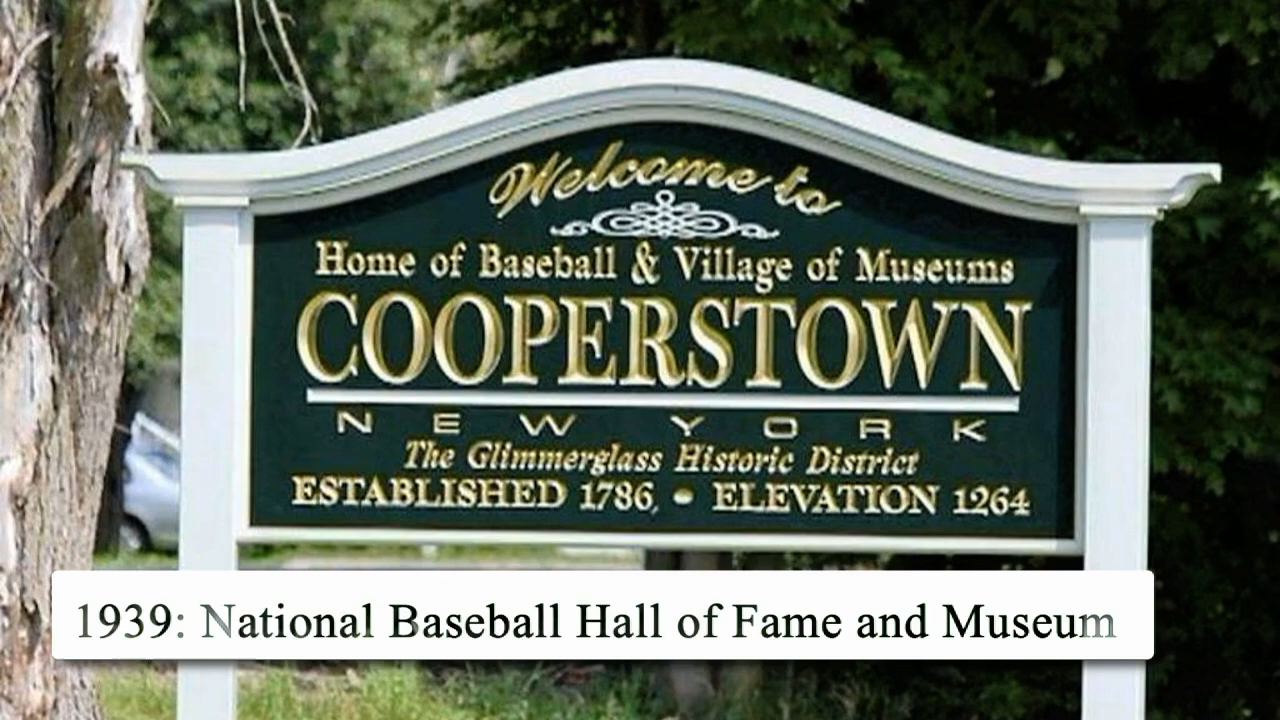 Welcome to
Home of Baseball & Village of Museums
COOPERSTOWN
NEW YORK
The Glimmerglass Historic District
ESTABLISHED 1786, • ELEVATION 1264
1939: National Baseball Hall of Fame and Museum